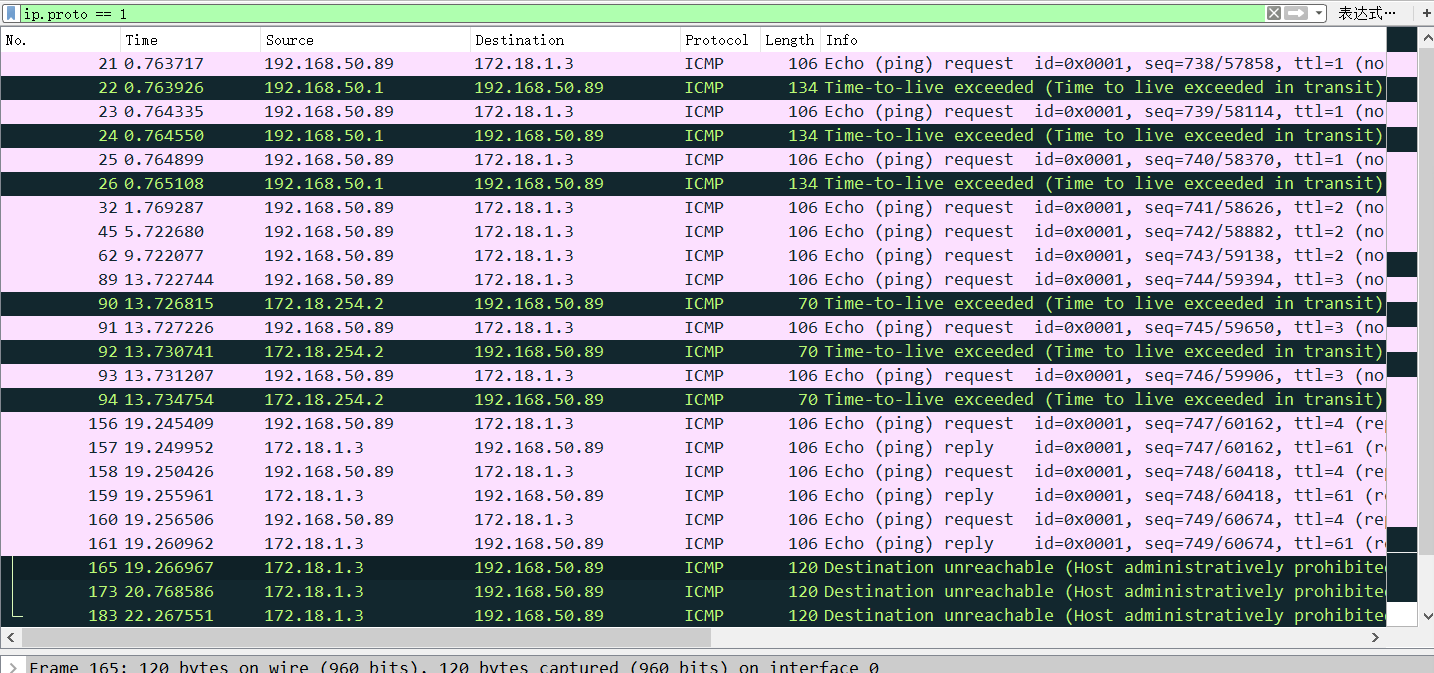 ip.proto == 1 表达式… +
No. Time Source Destination Protocol Length Info
21 0.763717 192.168.50.89 172.18.1.3 ICMP 106 Echo (ping) request id=0x0001, seq=738/57858, ttl=1 (no
22 0.763926 192.168.50.1 192.168.50.89 ICMP 134 Time-to-live exceeded (Time to live exceeded in transit)
23 0.764335 192.168.50.89 172.18.1.3 ICMP 106 Echo (ping) request id=0x0001, seq=739/58114, ttl=1 (no
24 0.764550 192.168.50.1 192.168.50.89 ICMP 134 Time-to-live exceeded (Time to live exceeded in transit)
25 0.764899 192.168.50.89 172.18.1.3 ICMP 106 Echo (ping) request id=0x0001, seq=740/58370, ttl=1 (no
26 0.765108 192.168.50.1 192.168.50.89 ICMP 134 Time-to-live exceeded (Time to live exceeded in transit)
32 1.769287 192.168.50.89 172.18.1.3 ICMP 106 Echo (ping) request id=0x0001, seq=741/58626, ttl=2 (no
45 5.722680 192.168.50.89 172.18.1.3 ICMP 106 Echo (ping) request id=0x0001, seq=742/58882, ttl=2 (no
62 9.722077 192.168.50.89 172.18.1.3 ICMP 106 Echo (ping) request id=0x0001, seq=743/59138, ttl=2 (no
89 13.722744 192.168.50.89 172.18.1.3 ICMP 106 Echo (ping) request id=0x0001, seq=744/59394, ttl=3 (no
90 13.726815 172.18.254.2 192.168.50.89 ICMP 70 Time-to-live exceeded (Time to live exceeded in transit)
91 13.727226 192.168.50.89 172.18.1.3 ICMP 106 Echo (ping) request id=0x0001, seq=745/59650, ttl=3 (no
92 13.730741 172.18.254.2 192.168.50.89 ICMP 70 Time-to-live exceeded (Time to live exceeded in transit)
93 13.731207 192.168.50.89 172.18.1.3 ICMP 106 Echo (ping) request id=0x0001, seq=746/59906, ttl=3 (no
94 13.734754 172.18.254.2 192.168.50.89 ICMP 70 Time-to-live exceeded (Time to live exceeded in transit)
156 19.245409 192.168.50.89 172.18.1.3 ICMP 106 Echo (ping) request id=0x0001, seq=747/60162, ttl=4 (rep
157 19.249952 172.18.1.3 192.168.50.89 ICMP 106 Echo (ping) reply id=0x0001, seq=747/60162, ttl=61 (r
158 19.250426 192.168.50.89 172.18.1.3 ICMP 106 Echo (ping) request id=0x0001, seq=748/60418, ttl=4 (rep
159 19.255961 172.18.1.3 192.168.50.89 ICMP 106 Echo (ping) reply id=0x0001, seq=748/60418, ttl=61 (r
160 19.256506 192.168.50.89 172.18.1.3 ICMP 106 Echo (ping) request id=0x0001, seq=749/60674, ttl=4 (rep
161 19.260962 172.18.1.3 192.168.50.89 ICMP 106 Echo (ping) reply id=0x0001, seq=749/60674, ttl=61 (r
165 19.266967 172.18.1.3 192.168.50.89 ICMP 120 Destination unreachable (Host administratively prohibite
173 20.768586 172.18.1.3 192.168.50.89 ICMP 120 Destination unreachable (Host administratively prohibite
183 22.267551 172.18.1.3 192.168.50.89 ICMP 120 Destination unreachable (Host administratively prohibite
Frame 165: 120 bytes on wire (960 bits), 120 bytes captured (960 bits) on interface 0